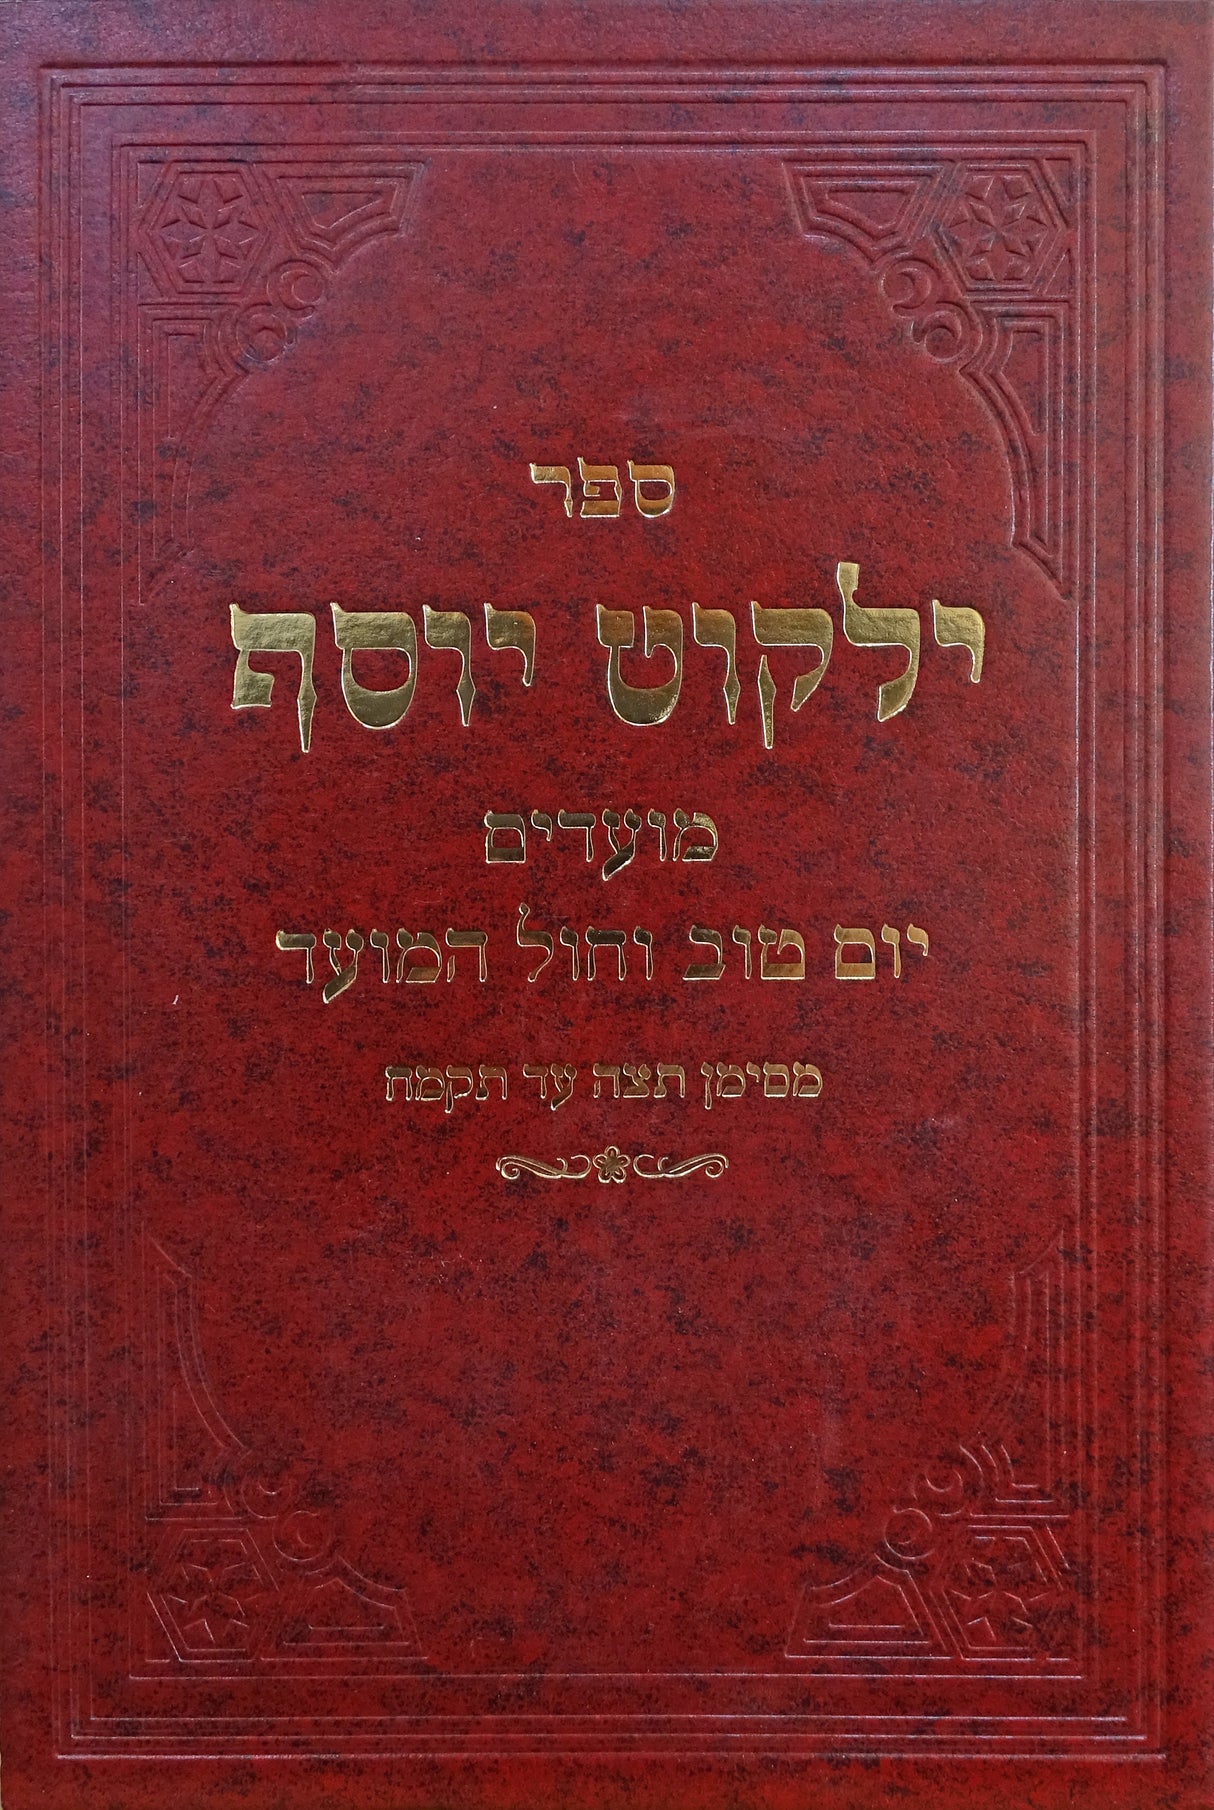 ספר
ילקוט יוסף
מועדים
יום טוב וחול המועד
מסימן תצה עד תקמח